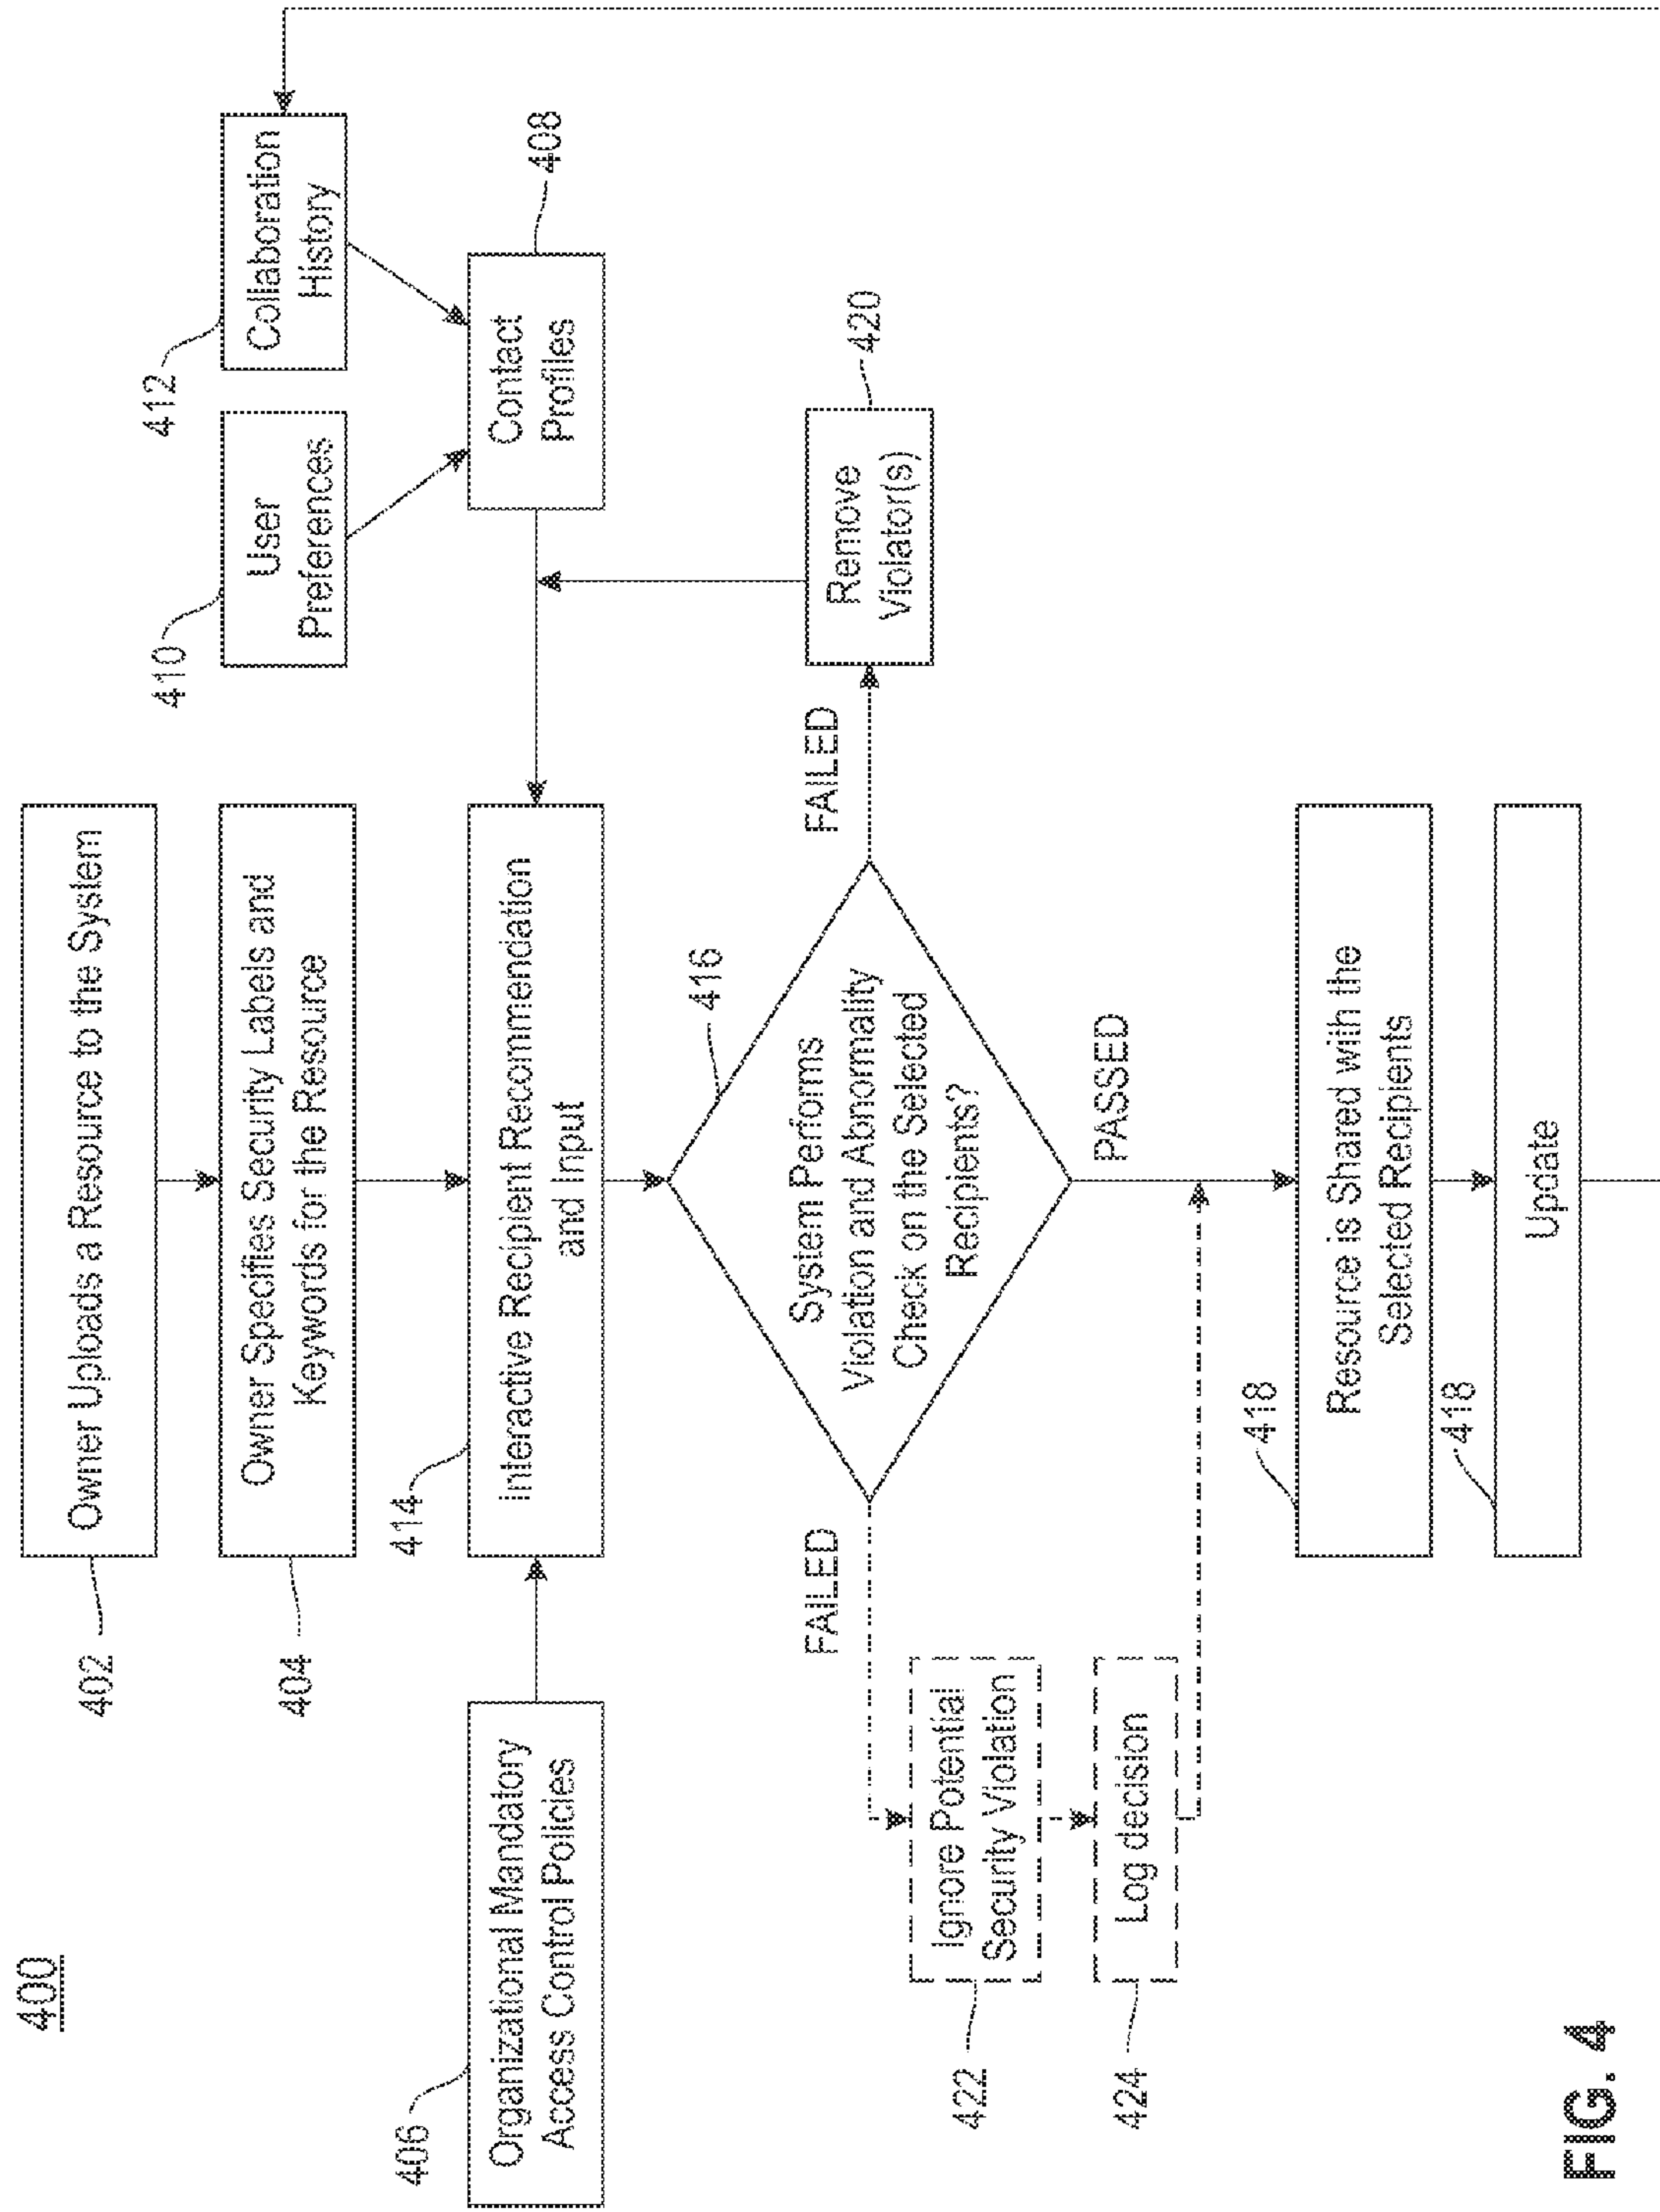 400
402
Owner Uploads a Resource to the System
404
Owner Specifies Security Labels and
Keywords for the Resource
410
User
Preferences
412
Collaboration
History
406
Organizational Mandatory
Access Control Policies
414
Interactive Recipient Recommendation
and Input
Contact
Profiles
408
416
System Performs
Violation and Abnormality
Check on the Selected
Recipients?
FAILED
FAILED
Remove
Violator(s)
420
422
Ignore Potential
Security Violation
424
Log decision
PASSED
418
Resource is Shared with the
Selected Recipients
418
Update
FIG. 4